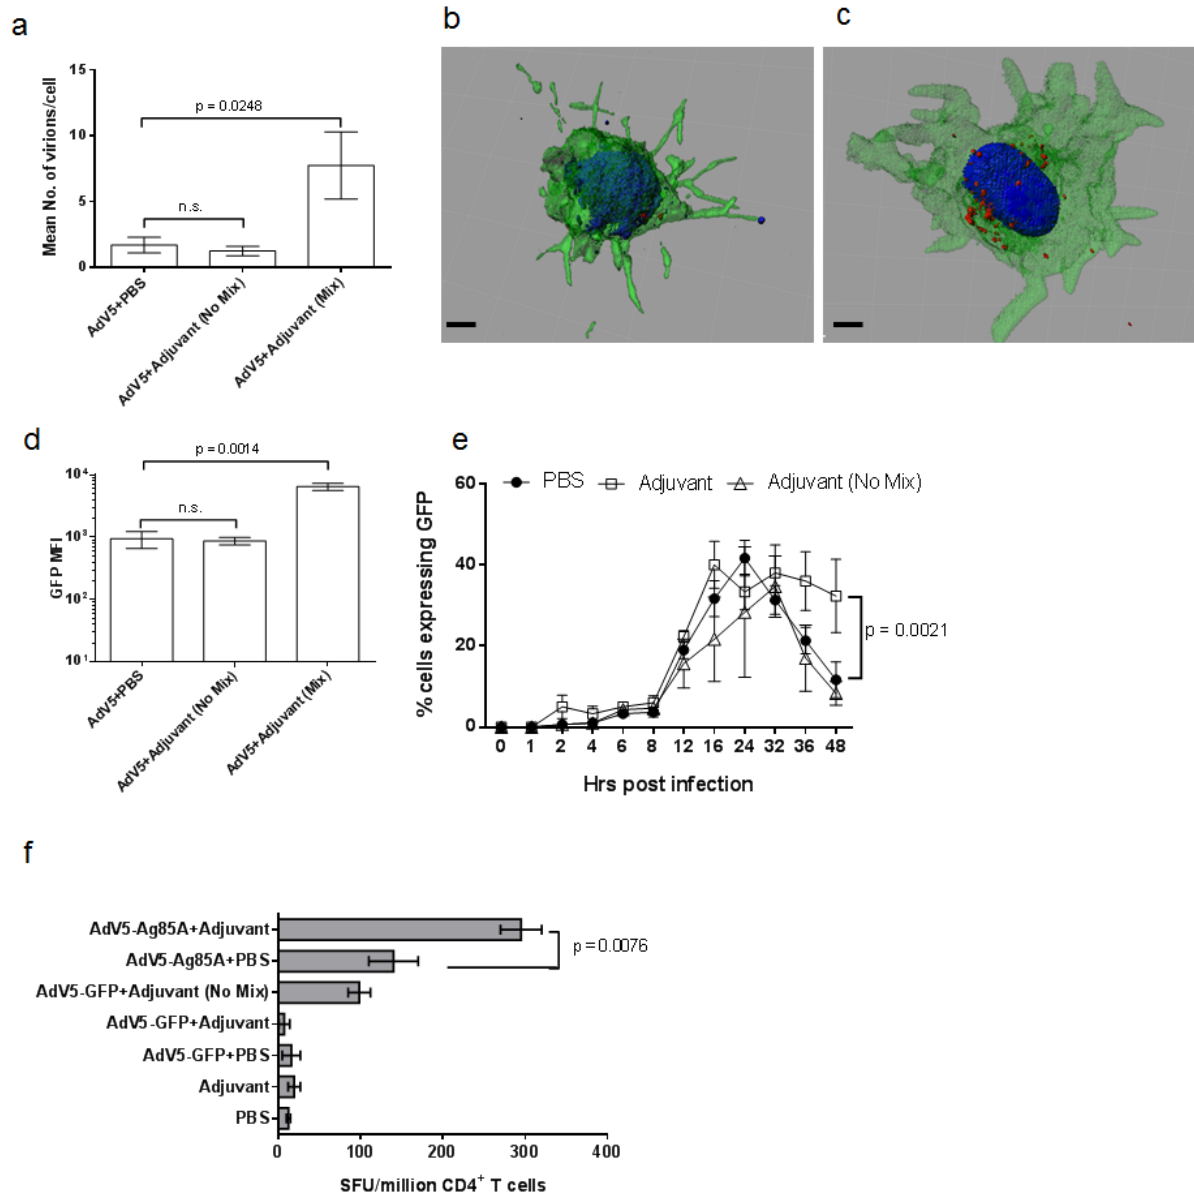 a
15
10
5
0
Mean No. of virions/cell
p = 0.0248
n.s.
AdV5+PBS
AdV5+Adjuvant (No Mix)
AdV5+Adjuvant (Mix)
b
c
d
10⁴
10³
10²
10¹
GFP MFI
p = 0.0014
n.s.
AdV5+PBS
AdV5+Adjuvant (No Mix)
AdV5+Adjuvant (Mix)
e
PBS Adjuvant Adjuvant (No Mix)
60
40
20
0
% cells expressing GFP
p = 0.0021
0 1 2 4 6 8 12 16 24 32 36 48
Hrs post infection
f
AdV5-Ag85A+Adjuvant
AdV5-Ag85A+PBS
AdV5-GFP+Adjuvant (No Mix)
AdV5-GFP+Adjuvant
AdV5-GFP+PBS
Adjuvant
PBS
p = 0.0076
0 100 200 300 400
SFU/million CD4⁺ T cells